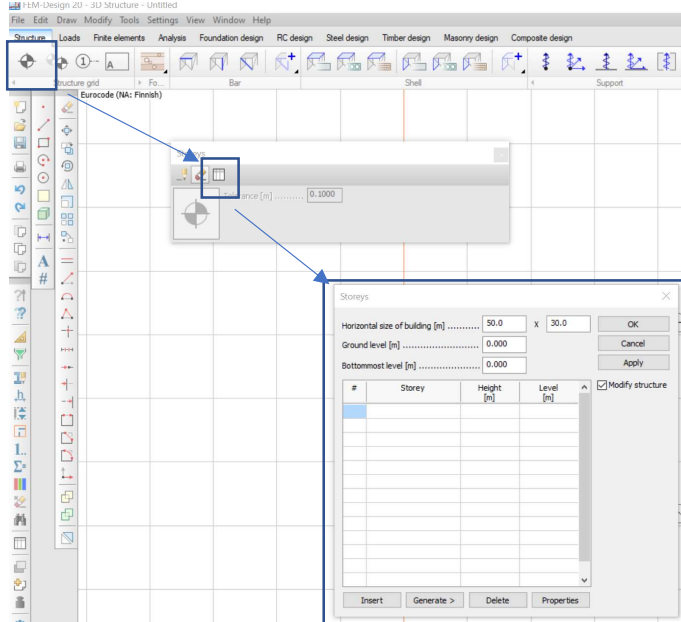 FEM-Design 20 - 3D Structure - Untitled
File Edit Draw Modify Tools Settings View Window Help
Structure Loads Finite elements Analysis Foundation design RC design Steel design Timber design Masonry design Composite design
1 A
Structure grid Fo... Bar Shell Support
Eurocode (NA: Finnish)
Storeys
Tolerance [m] .......... 0.1000
A
#
Storeys
Horizontal size of building [m] ........... 50.0 X 30.0 OK
Ground level [m] ........................... 0.000 Cancel
Bottommost level [m] ..................... 0.000 Apply
# Storey Height [m] Level [m] Modify structure
Insert Generate > Delete Properties